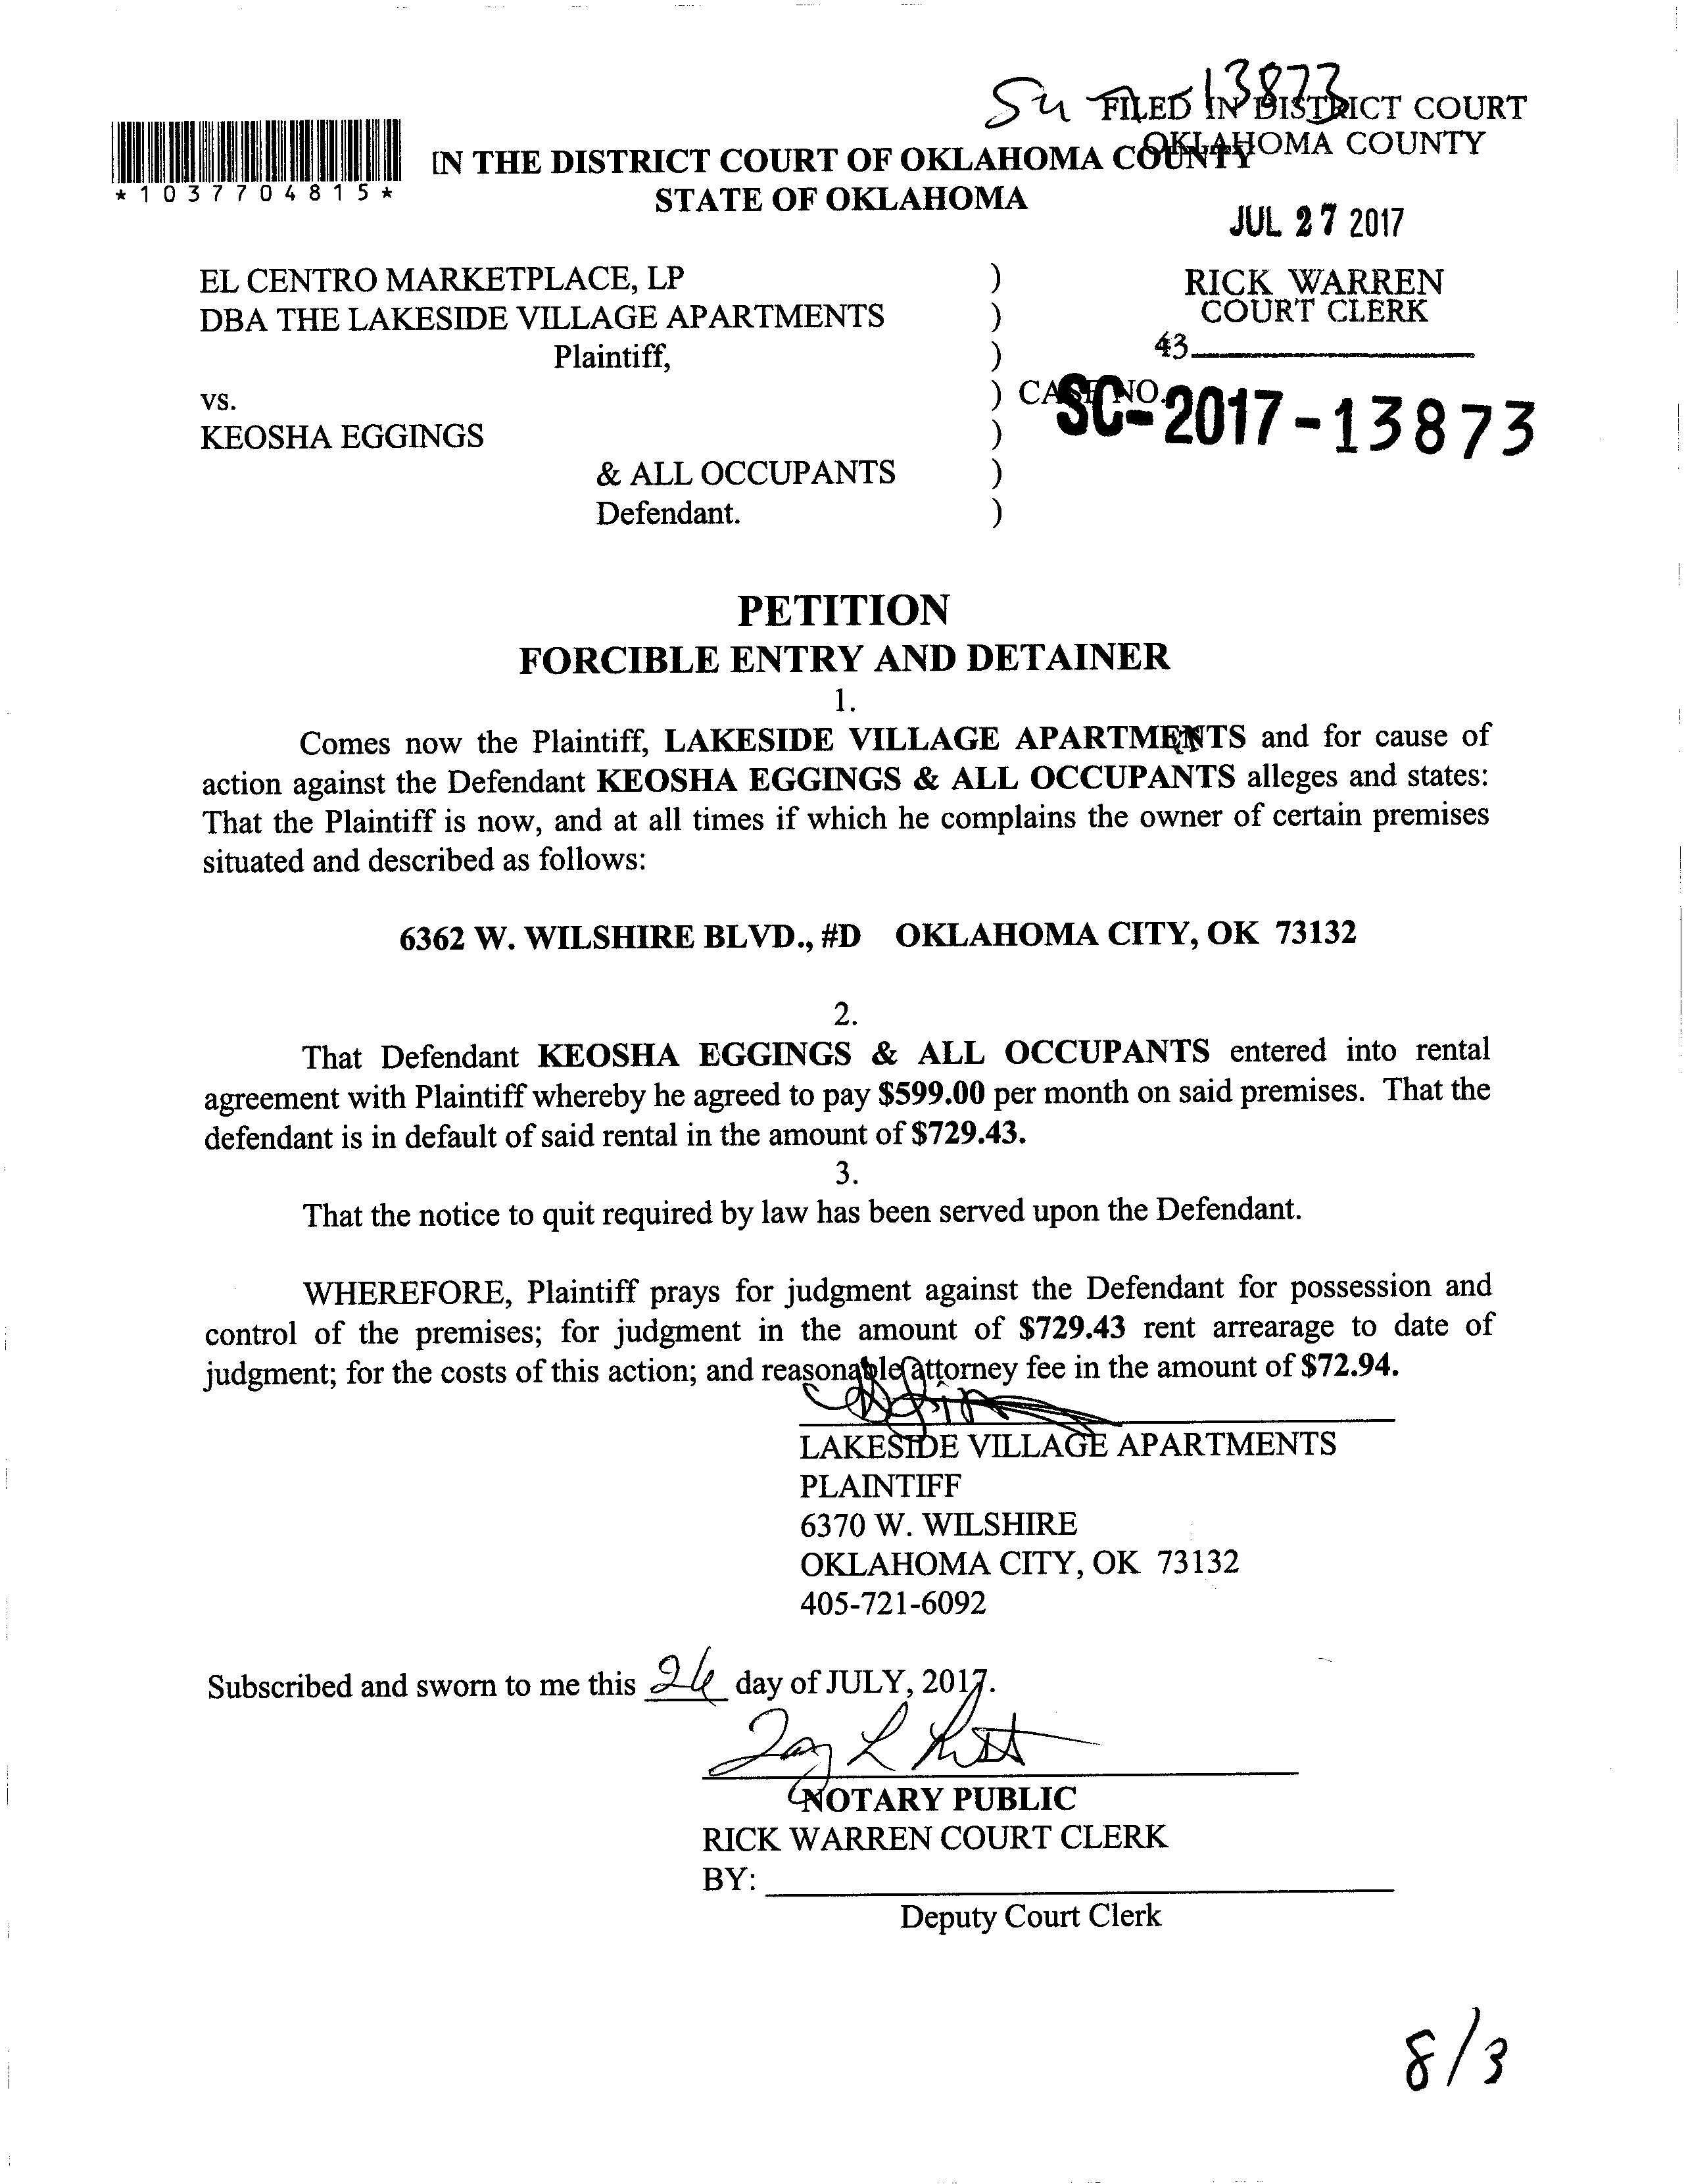 13873
FILED IN DISTRICT COURT
OKLAHOMA COUNTY
*1037704815*
IN THE DISTRICT COURT OF OKLAHOMA COUNTY
STATE OF OKLAHOMA
JUL 27 2017
EL CENTRO MARKETPLACE, LP )
RICK WARREN
DBA THE LAKESIDE VILLAGE APARTMENTS )
COURT CLERK
Plaintiff, )
43
vs. ) CASE NO.
SC-2017-13873
KEOSHA EGGINGS )
& ALL OCCUPANTS )
Defendant. )
PETITION
FORCIBLE ENTRY AND DETAINER
1.
Comes now the Plaintiff, LAKESIDE VILLAGE APARTMENTS and for cause of
action against the Defendant KEOSHA EGGINGS & ALL OCCUPANTS alleges and states:
That the Plaintiff is now, and at all times if which he complains the owner of certain premises
situated and described as follows:
6362 W. WILSHIRE BLVD., #D OKLAHOMA CITY, OK 73132
2.
That Defendant KEOSHA EGGINGS & ALL OCCUPANTS entered into rental
agreement with Plaintiff whereby he agreed to pay $599.00 per month on said premises. That the
defendant is in default of said rental in the amount of $729.43.
3.
That the notice to quit required by law has been served upon the Defendant.
WHEREFORE, Plaintiff prays for judgment against the Defendant for possession and
control of the premises; for judgment in the amount of $729.43 rent arrearage to date of
judgment; for the costs of this action; and reasonable attorney fee in the amount of $72.94.
LAKESIDE VILLAGE APARTMENTS
PLAINTIFF
6370 W. WILSHIRE
OKLAHOMA CITY, OK 73132
405-721-6092
Subscribed and sworn to me this day of JULY, 2017.
NOTARY PUBLIC
RICK WARREN COURT CLERK
BY:
Deputy Court Clerk
8/3